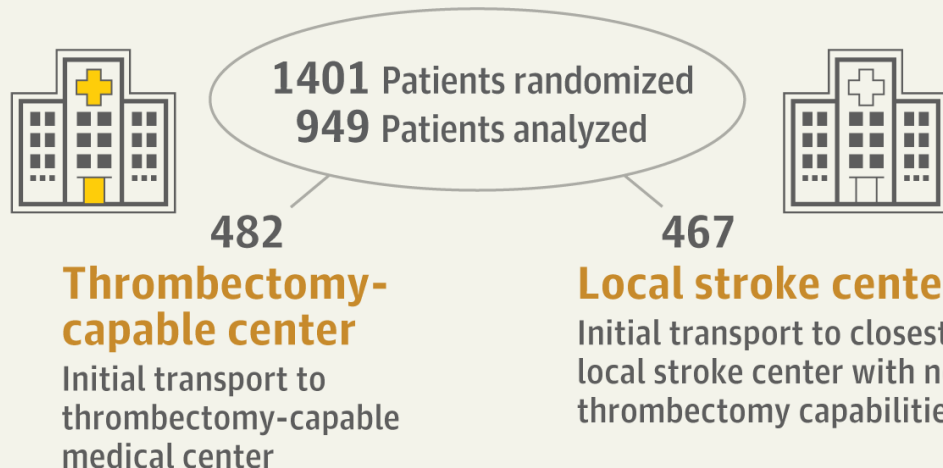 1401 Patients randomized
949 Patients analyzed
482
Thrombectomy-
capable center
Initial transport to
thrombectomy-capable
medical center
467
Local stroke cente
Initial transport to closest
local stroke center with n
thrombectomy capabilitie